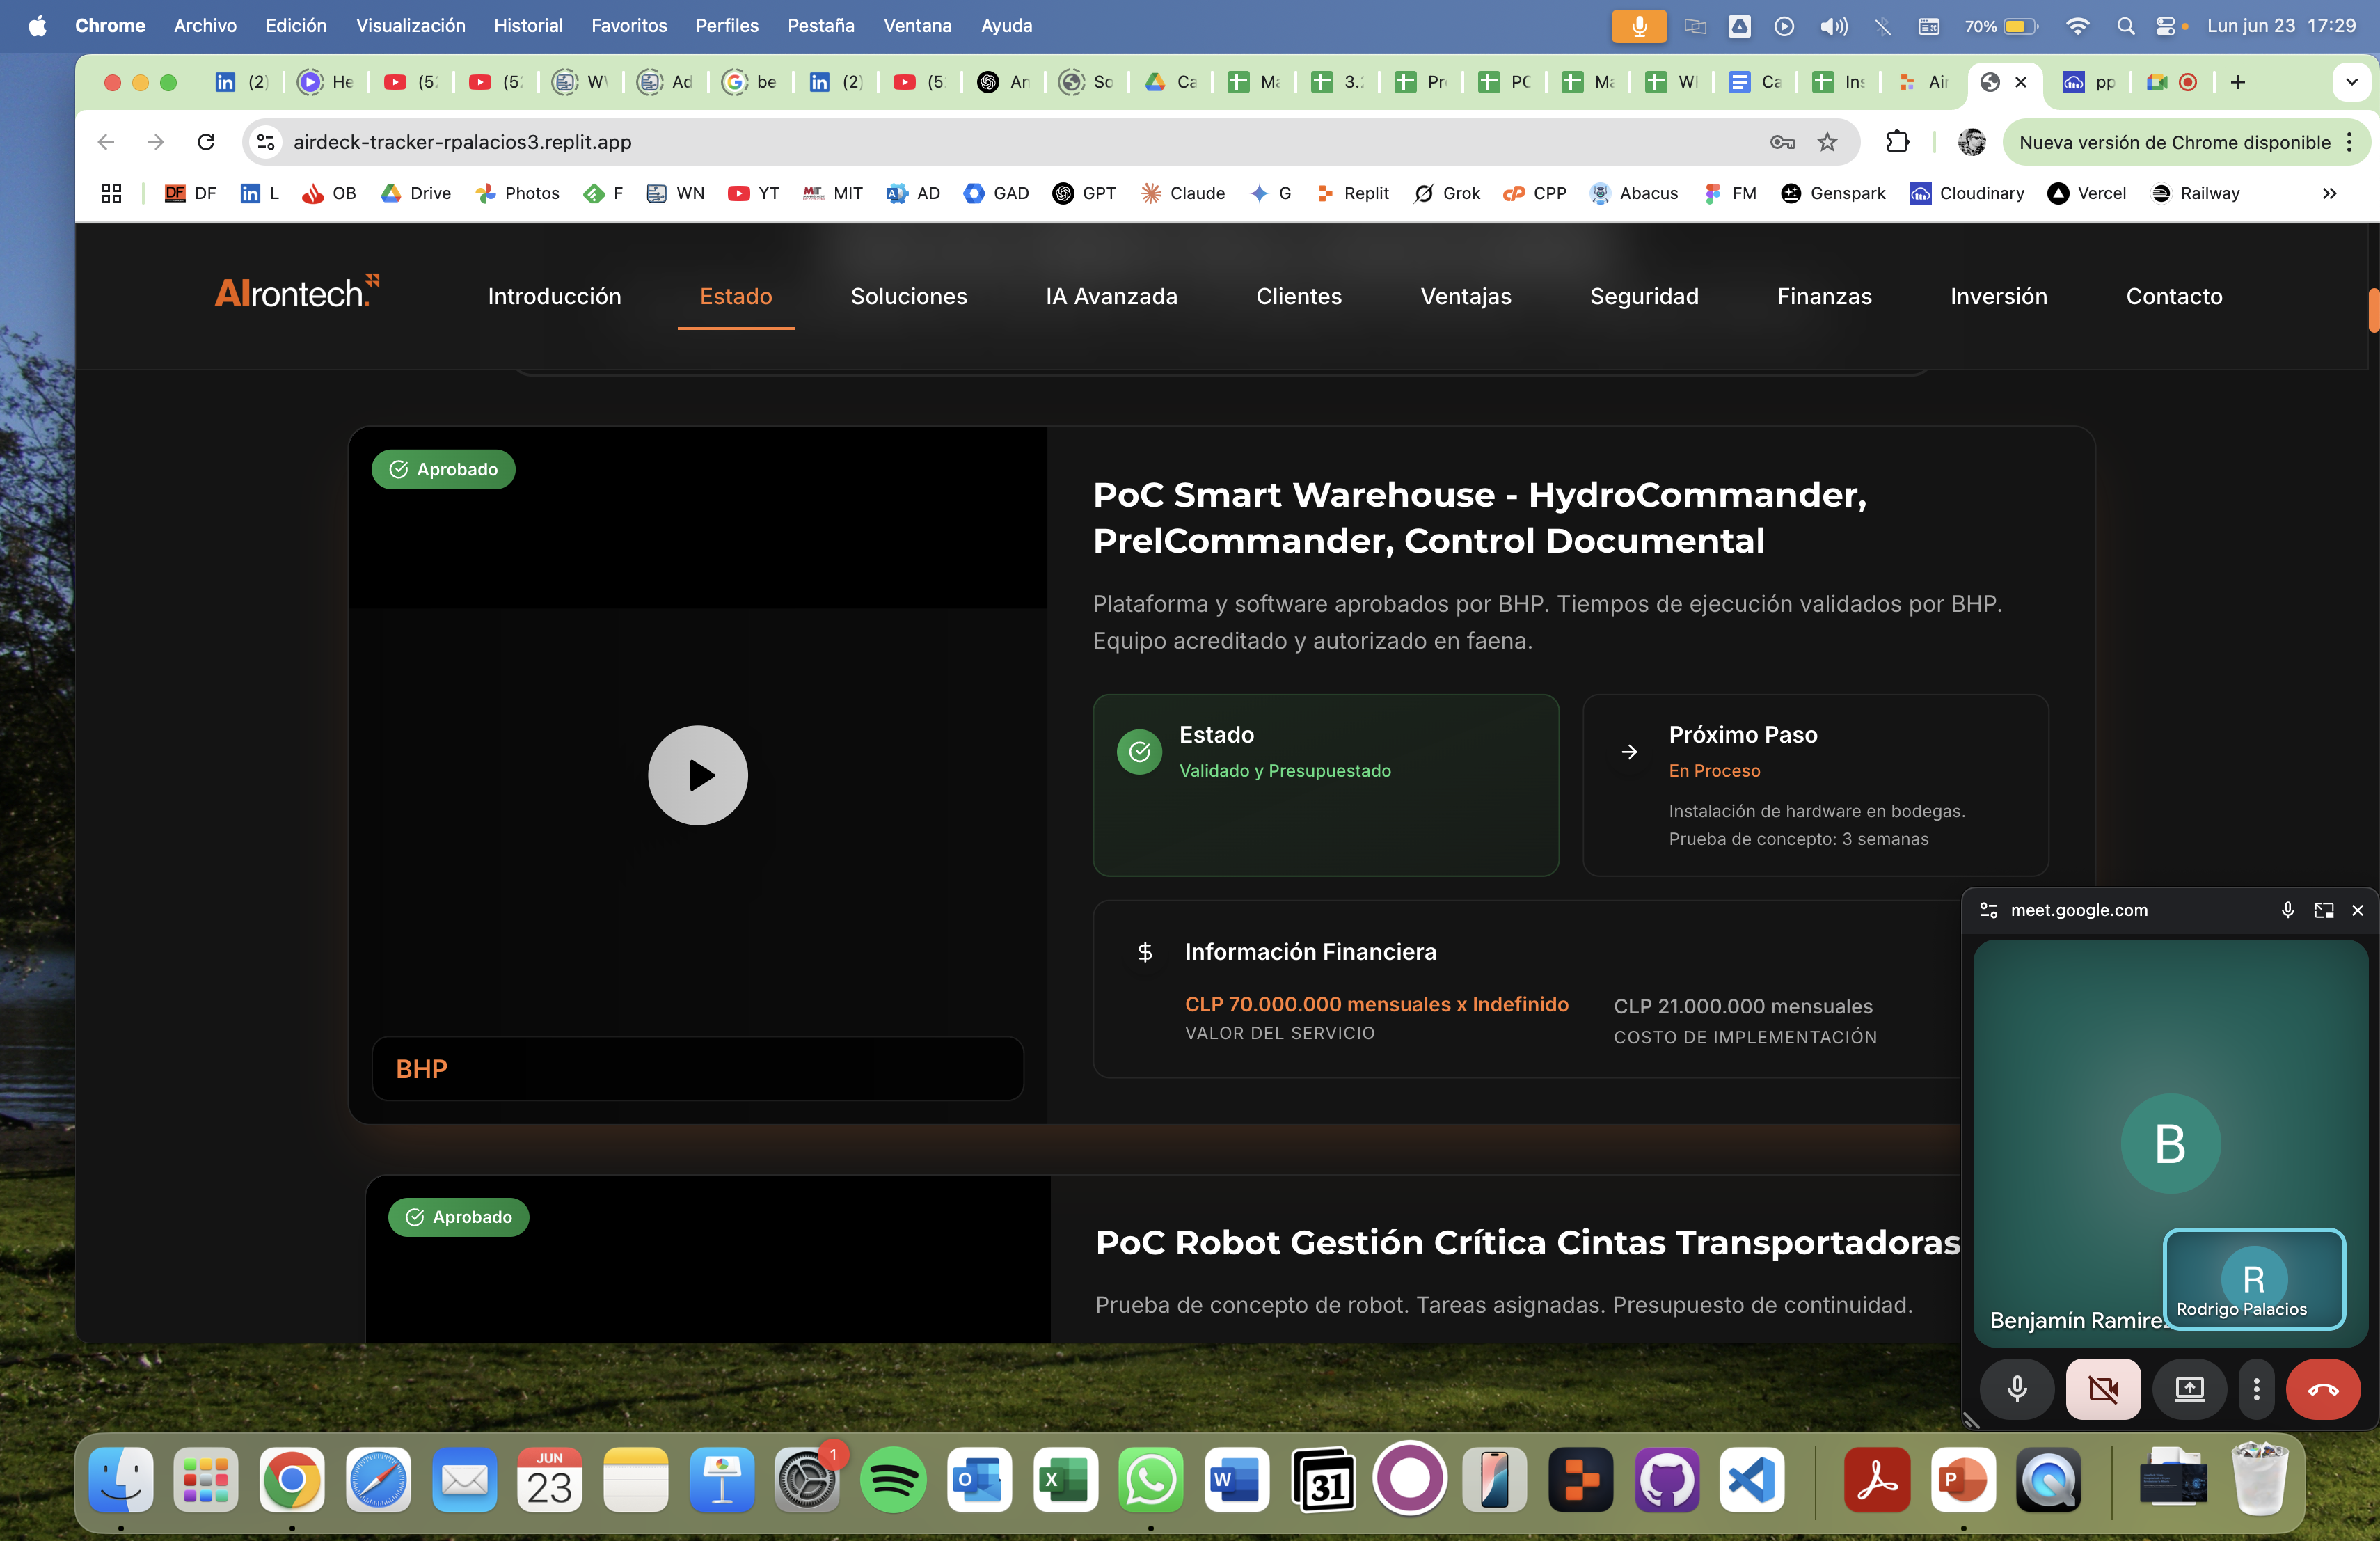 Chrome Archivo Edición Visualización Historial Favoritos Perfiles Pestaña Ventana Ayuda 70% Lun jun 23 17:29
(2) He (5 (5 W Ad be (2) (5 An So Ca Ma 3. Pr PC Ma WI Ca In Air pp
airdeck-tracker-rpalacios3.replit.app Nueva versión de Chrome disponible
DF L OB Drive Photos F WN YT MIT AD GAD GPT Claude G Replit Grok CPP Abacus FM Genspark Cloudinary Vercel Railway
AIrontech. Introducción Estado Soluciones IA Avanzada Clientes Ventajas Seguridad Finanzas Inversión Contacto
Aprobado
PoC Smart Warehouse - HydroCommander,
PrelCommander, Control Documental
Plataforma y software aprobados por BHP. Tiempos de ejecución validados por BHP.
Equipo acreditado y autorizado en faena.
Estado
Validado y Presupuestado
Próximo Paso
En Proceso
Instalación de hardware en bodegas.
Prueba de concepto: 3 semanas
Información Financiera
CLP 70.000.000 mensuales x Indefinido
VALOR DEL SERVICIO
CLP 21.000.000 mensuales
COSTO DE IMPLEMENTACIÓN
BHP
Aprobado
PoC Robot Gestión Crítica Cintas Transportadoras
Prueba de concepto de robot. Tareas asignadas. Presupuesto de continuidad.
meet.google.com
B
R
Rodrigo Palacios
Benjamín Ramirez
JUN
23
1
31